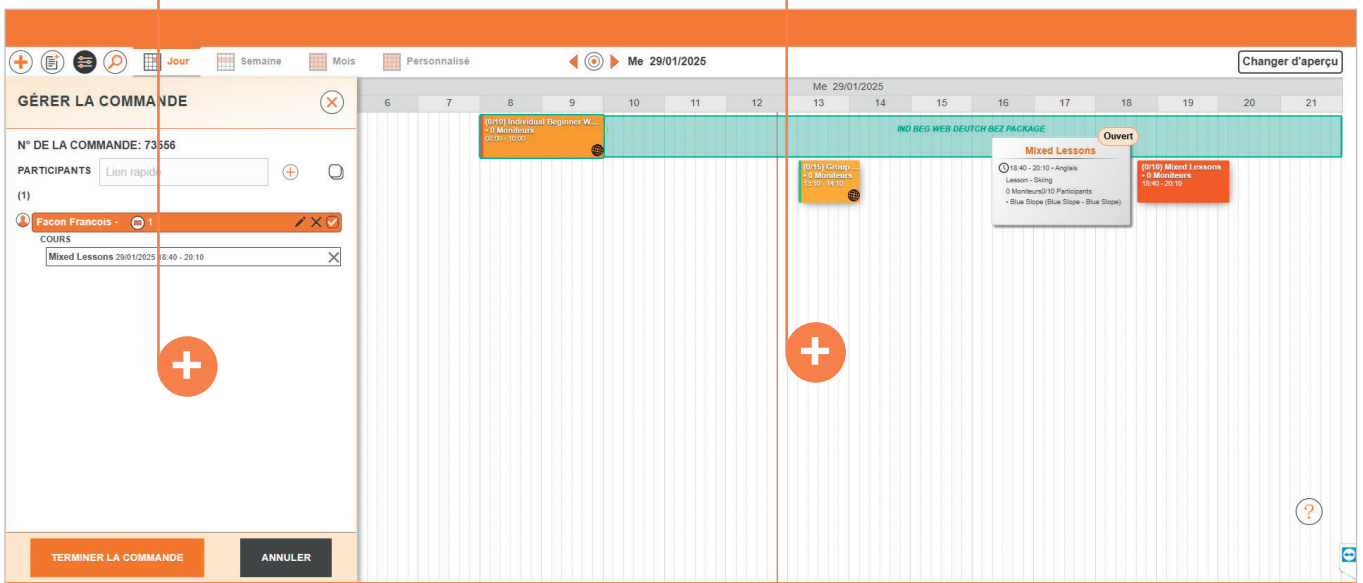 Jour
Semaine
Mois
Personnalisé
Me 29/01/2025
Changer d'aperçu
GÉRER LA COMMANDE
Me 29/01/2025
6 7 8 9 10 11 12 13 14 15 16 17 18 19 20 21
N° DE LA COMMANDE: 73556
PARTICIPANTS
Lien rapide
(1)
Facon Francois - 1
COURS
Mixed Lessons 29/01/2025 18:40 - 20:10
(0/10) Individual Beginner W...
• 0 Moniteurs
08:00 - 10:00
IND BEG WEB DEUTCH BEZ PACKAGE
(0/15) Group ...
• 0 Moniteurs
13:10 - 14:10
Ouvert
Mixed Lessons
18:40 - 20:10 • Anglais
Lesson - Skiing
0 Moniteurs0/10 Participants
• Blue Slope (Blue Slope - Blue Slope)
(0/10) Mixed Lessons
• 0 Moniteurs
18:40 - 20:10
?
TERMINER LA COMMANDE
ANNULER